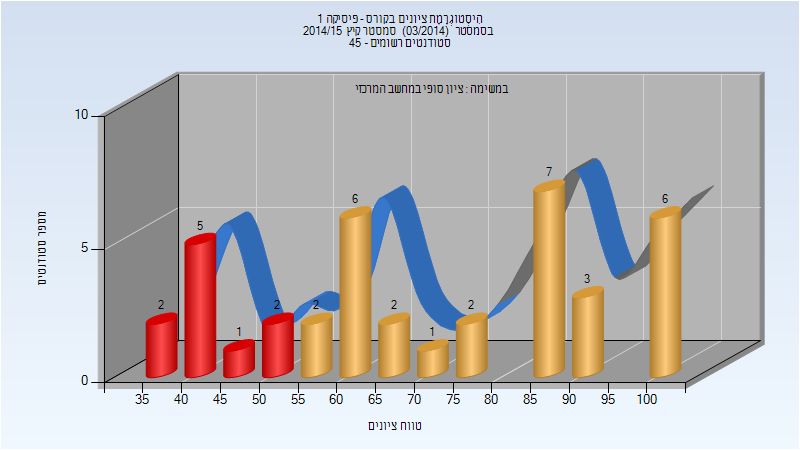 היסטוגרמת ציונים בקורס - פיסיקה 1
בסמסטר (03/2014) סמסטר קיץ 2014/15
סטודנטים רשומים - 45
במשימה : ציון סופי במחשב המרכזי
10
5
0
מספר סטודנטים
2
5
1
2
2
6
2
1
2
7
3
6
35 40 45 50 55 60 65 70 75 80 85 90 95 100
טווח ציונים